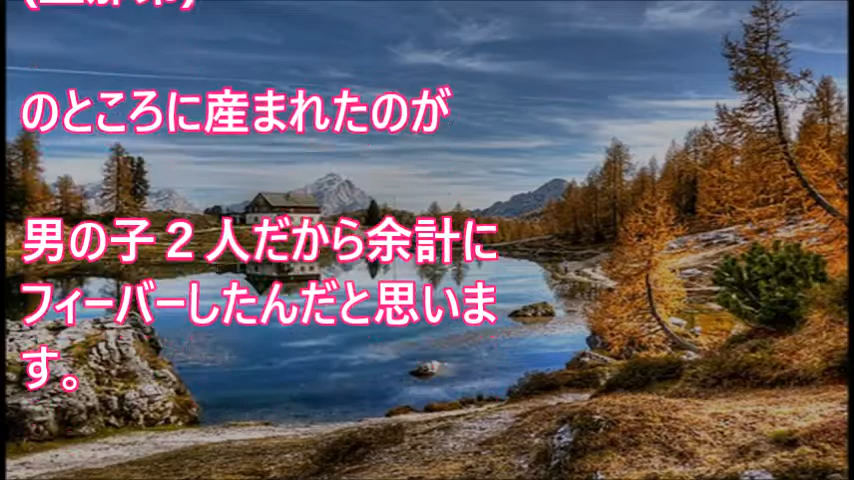 のところに産まれたのが
男の子２人だから余計に
フィーバーしたんだと思いま
す。